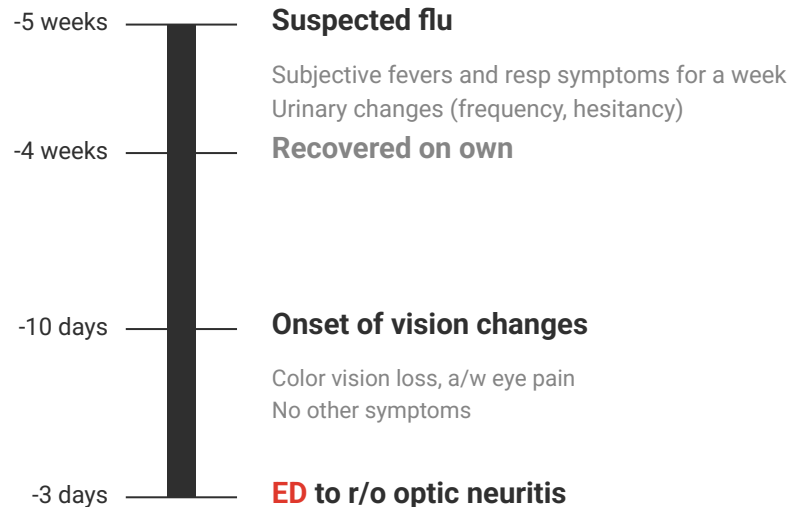 -5 weeks Suspected flu
Subjective fevers and resp symptoms for a week
Urinary changes (frequency, hesitancy)
-4 weeks Recovered on own
-10 days Onset of vision changes
Color vision loss, a/w eye pain
No other symptoms
-3 days ED to r/o optic neuritis